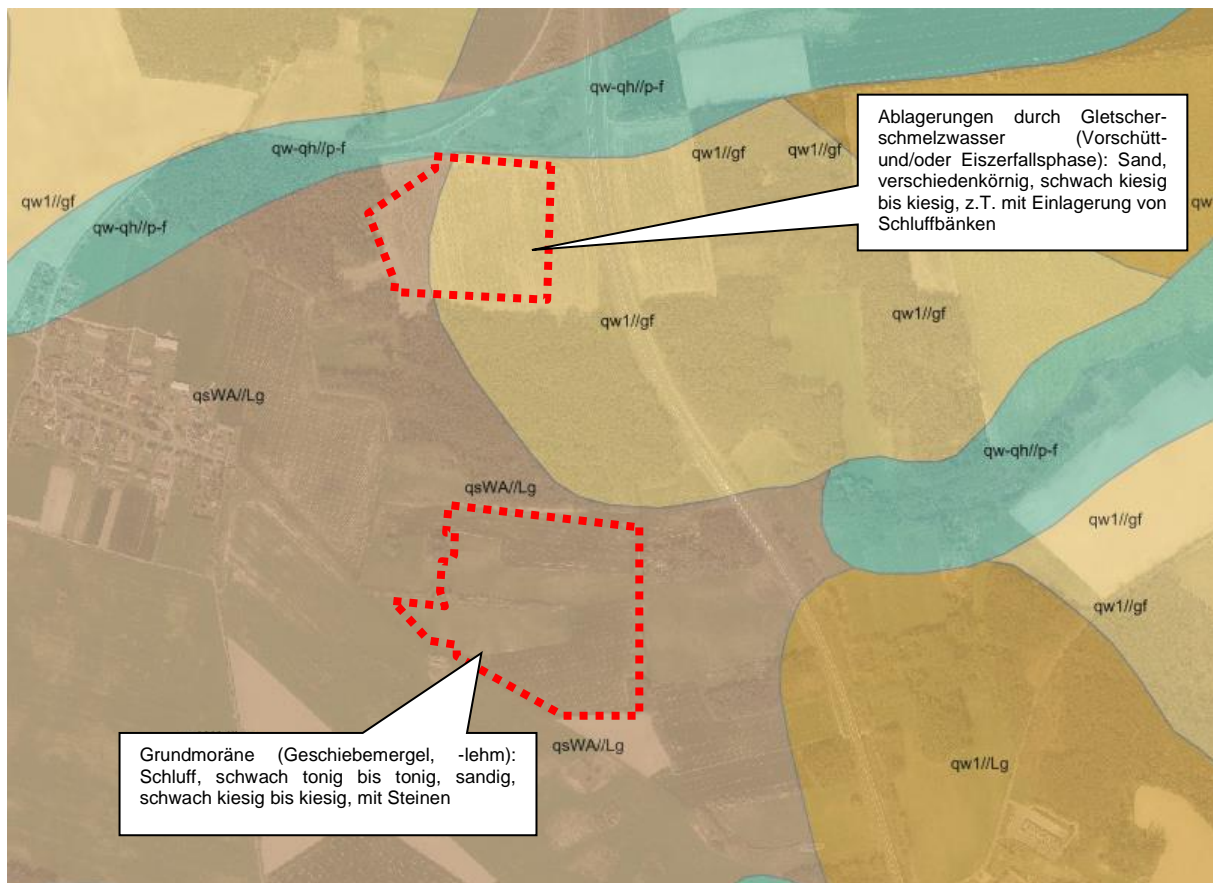 qw-qh//p-f
Ablagerungen durch Gletscher-
schmelzwasser (Vorschütt-
und/oder Eiszerfallsphase): Sand,
verschiedenkörnig, schwach kiesig
bis kiesig, z.T. mit Einlagerung von
Schluffbänken
qw-qh//p-f
qw1//gf
qw1//gf
qw1//gf
qw
qw-qh//p-f
qw1//gf
qw1//gf
qsWA//Lg
qw-qh//p-f
qsWA//Lg
qw1//gf
qw1//gf
Grundmoräne (Geschiebemergel, -lehm):
Schluff, schwach tonig bis tonig, sandig,
schwach kiesig bis kiesig, mit Steinen
qsWA//Lg
qw1//Lg